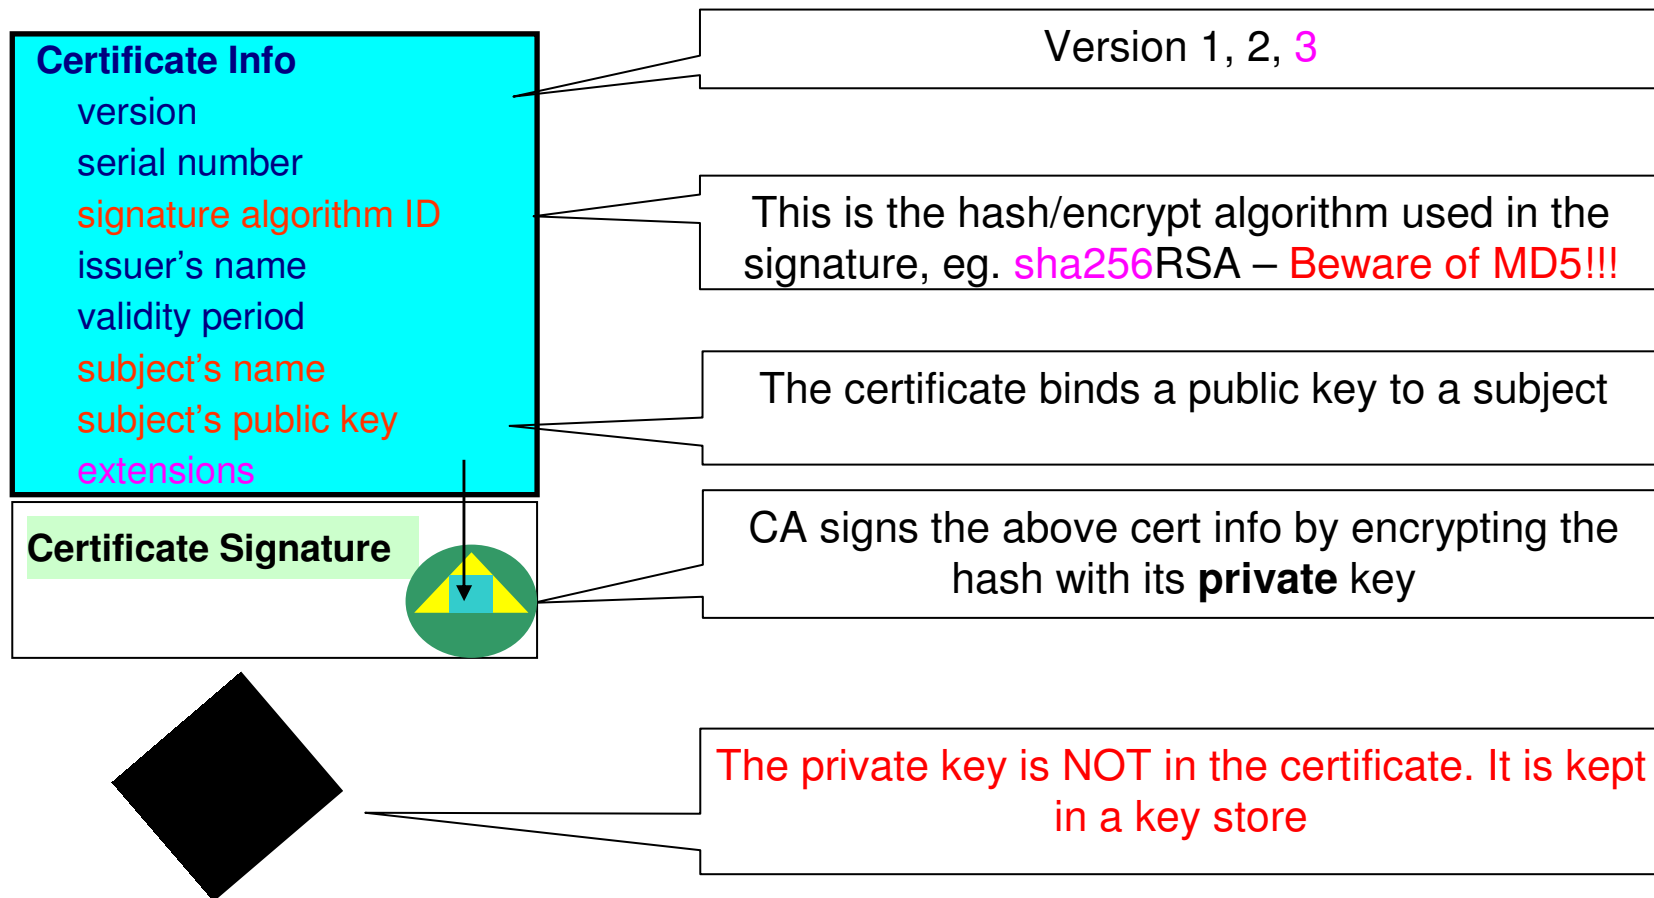 Certificate Info
version
serial number
signature algorithm ID
issuer’s name
validity period
subject’s name
subject’s public key
extensions
Certificate Signature
Version 1, 2, 3
This is the hash/encrypt algorithm used in the
signature, eg. sha256RSA – Beware of MD5!!!
The certificate binds a public key to a subject
CA signs the above cert info by encrypting the
hash with its private key
The private key is NOT in the certificate. It is kept
in a key store